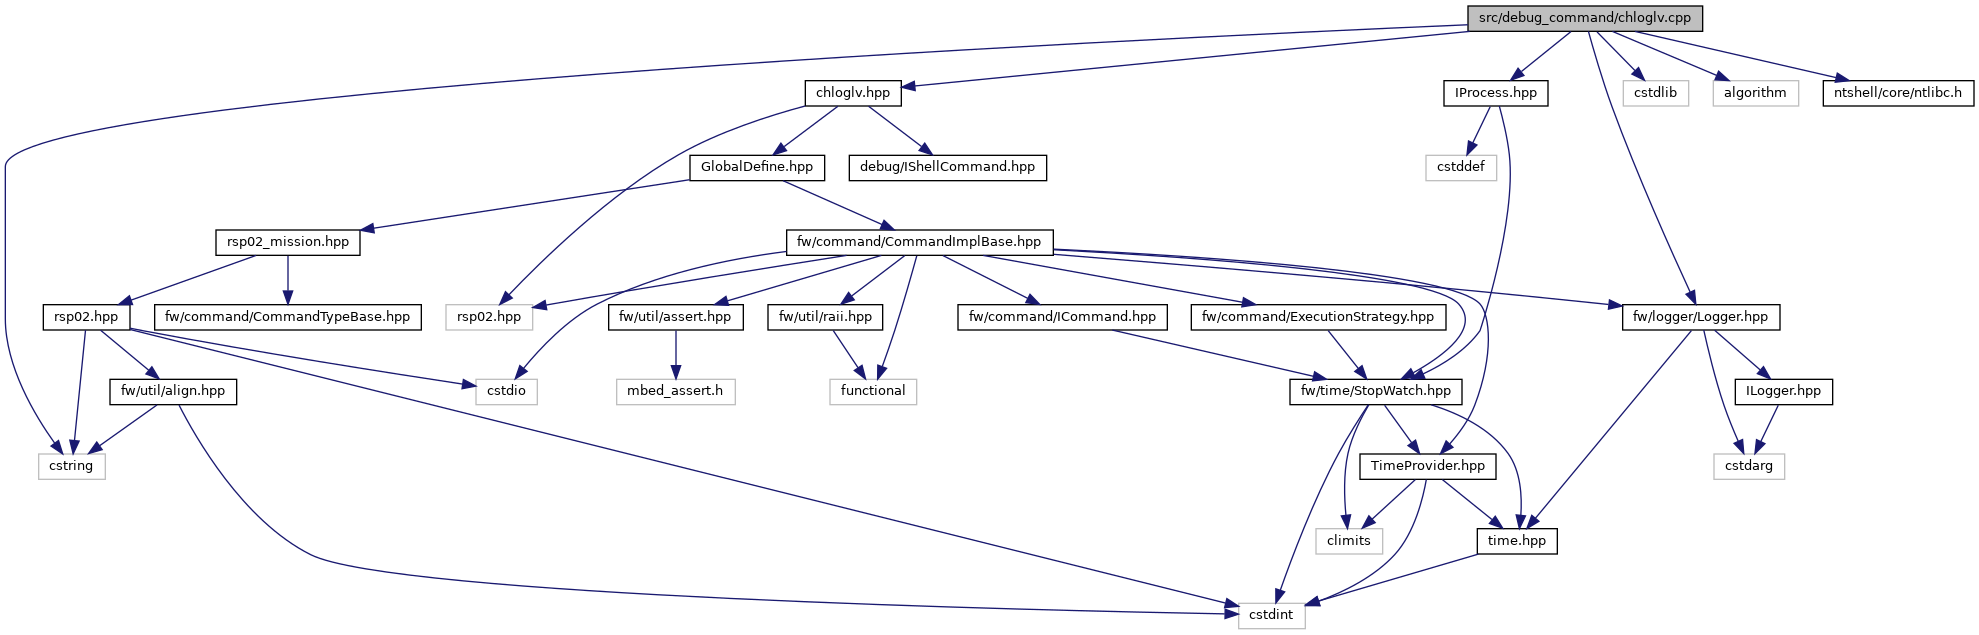 src/debug_command/chloglv.cpp
chloglv.hpp
IProcess.hpp
cstdlib
algorithm
ntshell/core/ntlibc.h
GlobalDefine.hpp
debug/IShellCommand.hpp
cstddef
rsp02_mission.hpp
fw/command/CommandImplBase.hpp
rsp02.hpp
fw/command/CommandTypeBase.hpp
rsp02.hpp
fw/util/assert.hpp
fw/util/raii.hpp
fw/command/ICommand.hpp
fw/command/ExecutionStrategy.hpp
fw/logger/Logger.hpp
fw/util/align.hpp
cstdio
mbed_assert.h
functional
fw/time/StopWatch.hpp
ILogger.hpp
cstring
TimeProvider.hpp
cstdarg
climits
time.hpp
cstdint